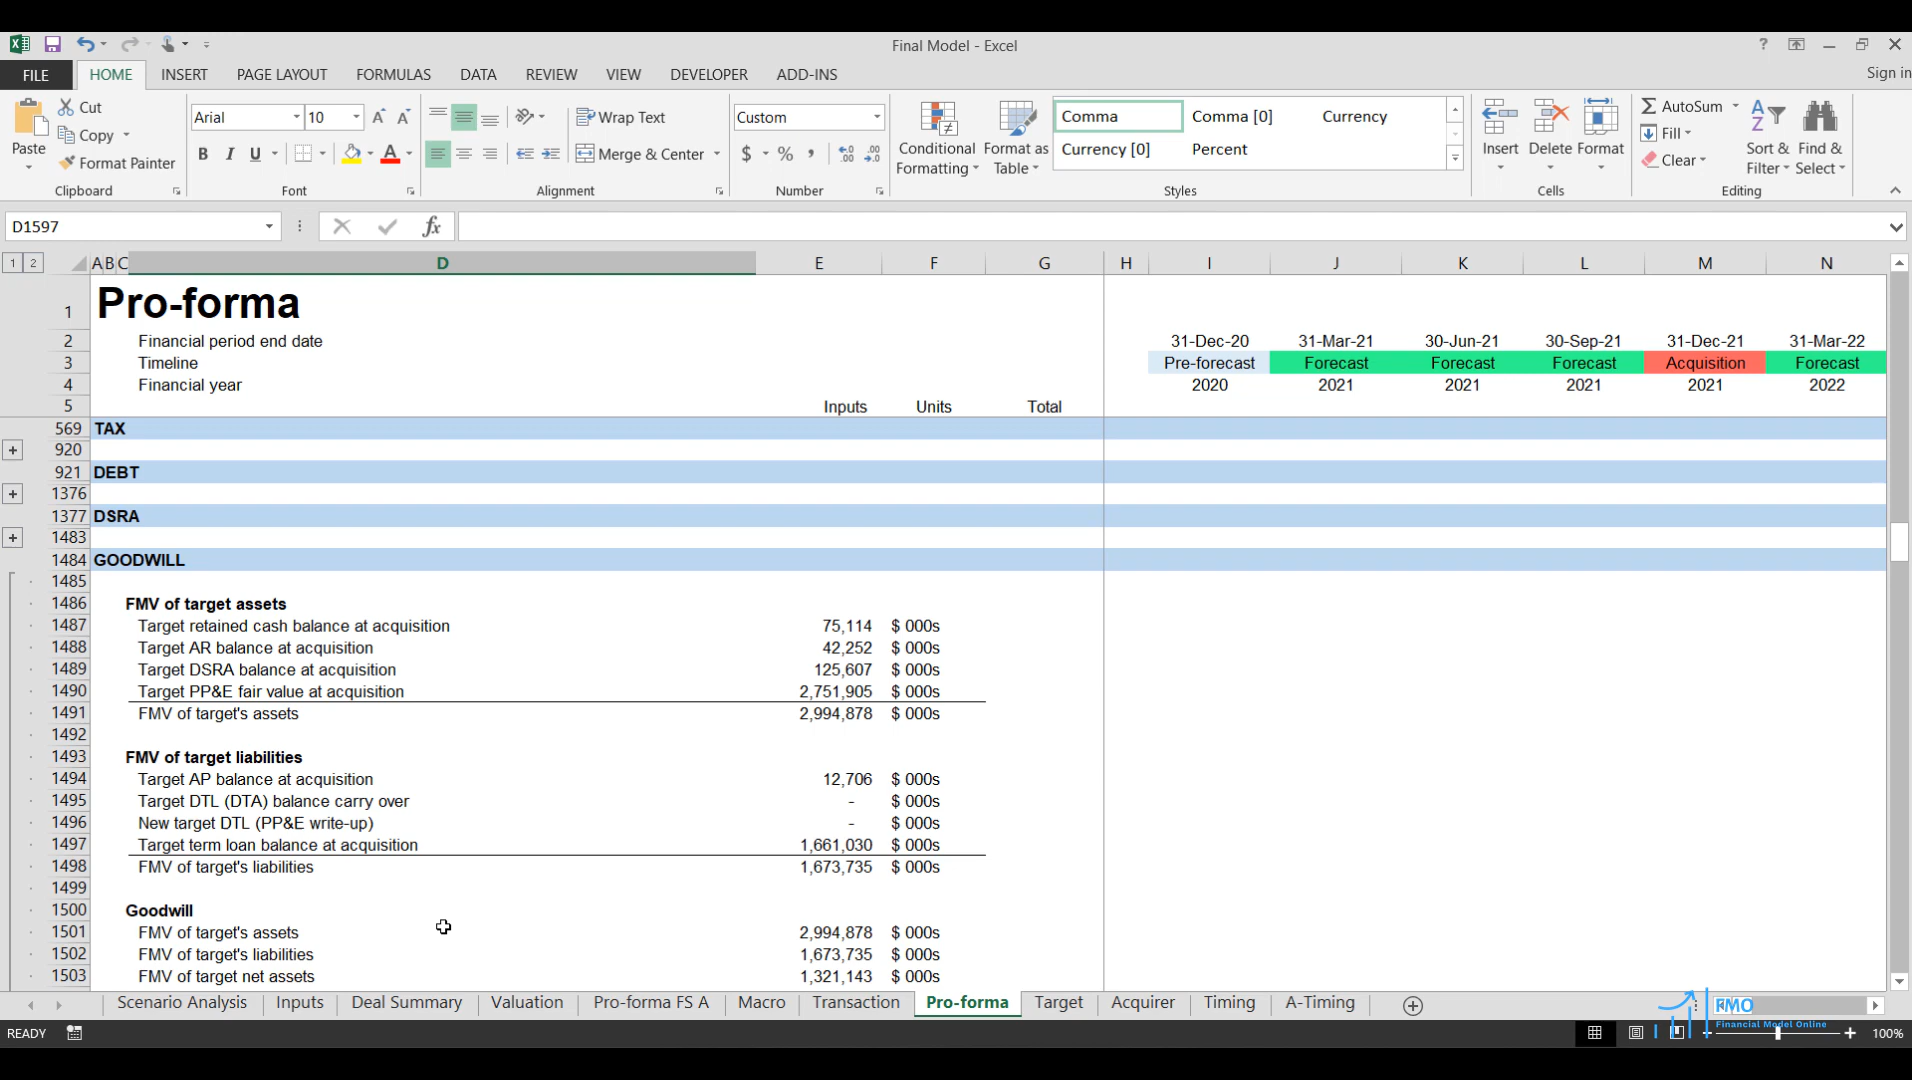 Final Model - Excel
?
Sign in
FILE HOME INSERT PAGE LAYOUT FORMULAS DATA REVIEW VIEW DEVELOPER ADD-INS
Paste
Cut
Copy
Format Painter
Clipboard
Arial 10
B I U
Font
Wrap Text
Merge & Center
Alignment
Custom
$ % ,
Number
Conditional Formatting
Format as Table
Comma Comma [0] Currency
Currency [0] Percent
Styles
Insert Delete Format
Cells
AutoSum
Fill
Clear
Sort & Filter
Find & Select
Editing
D1597 fx
1 2 A B C D E F G H I J K L M N
1 Pro-forma
2 Financial period end date 31-Dec-20 31-Mar-21 30-Jun-21 30-Sep-21 31-Dec-21 31-Mar-22
3 Timeline Pre-forecast Forecast Forecast Forecast Acquisition Forecast
4 Financial year 2020 2021 2021 2021 2021 2022
5 Inputs Units Total
569 TAX
920
921 DEBT
1376
1377 DSRA
1483
1484 GOODWILL
1485
1486 FMV of target assets
1487 Target retained cash balance at acquisition 75,114 $ 000s
1488 Target AR balance at acquisition 42,252 $ 000s
1489 Target DSRA balance at acquisition 125,607 $ 000s
1490 Target PP&E fair value at acquisition 2,751,905 $ 000s
1491 FMV of target's assets 2,994,878 $ 000s
1492
1493 FMV of target liabilities
1494 Target AP balance at acquisition 12,706 $ 000s
1495 Target DTL (DTA) balance carry over - $ 000s
1496 New target DTL (PP&E write-up) - $ 000s
1497 Target term loan balance at acquisition 1,661,030 $ 000s
1498 FMV of target's liabilities 1,673,735 $ 000s
1499
1500 Goodwill
1501 FMV of target's assets 2,994,878 $ 000s
1502 FMV of target's liabilities 1,673,735 $ 000s
1503 FMV of target net assets 1,321,143 $ 000s
Scenario Analysis Inputs Deal Summary Valuation Pro-forma FS A Macro Transaction Pro-forma Target Acquirer Timing A-Timing
FMO
Financial Model Online
READY 100%